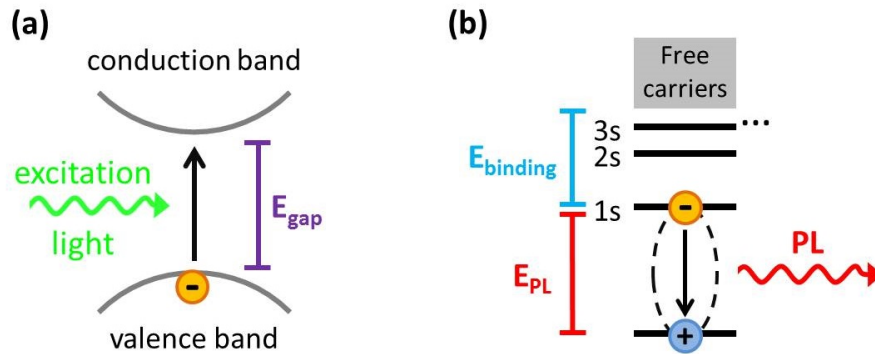 (a)
conduction band
excitation
light
E_gap
-
valence band
(b)
Free
carriers
3s
...
2s
E_binding
1s
-
E_PL
PL
+